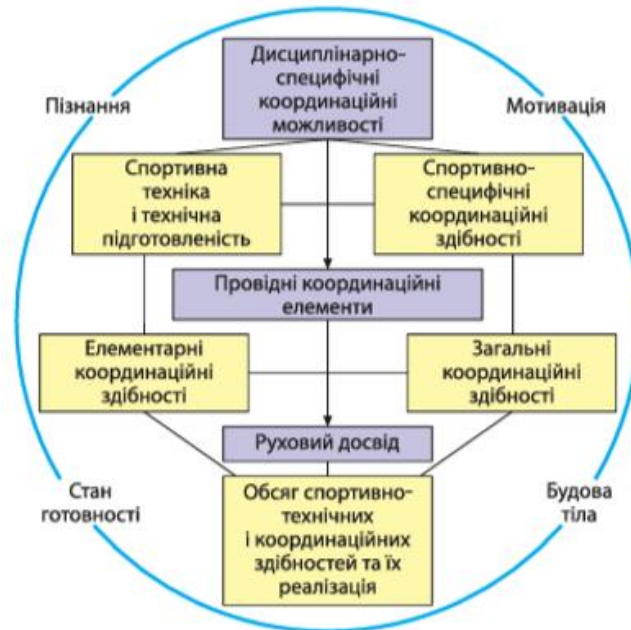 Дисциплінарно-
специфічні
координаційні
можливості
Пізнання
Мотивація
Спортивна
техніка
і технічна
підготовленість
Спортивно-
специфічні
координаційні
здібності
Провідні координаційні
елементи
Елементарні
координаційні
здібності
Загальні
координаційні
здібності
Руховий досвід
Стан
готовності
Обсяг спортивно-
технічних
і координаційних
здібностей та їх
реалізація
Будова
тіла